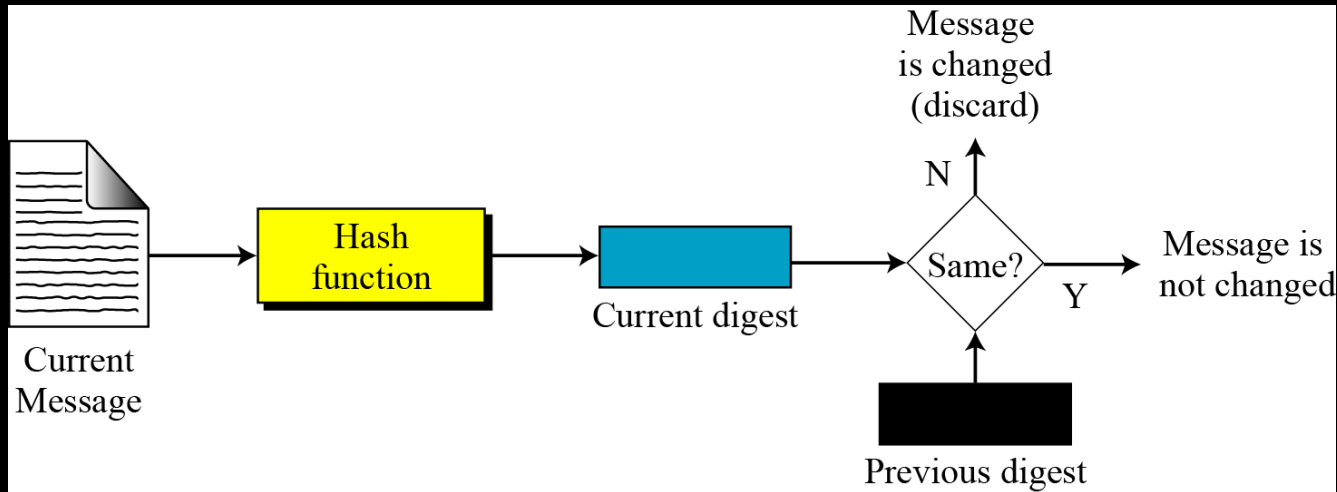 Message
is changed
(discard)
N
Hash
function
Same?
Message is
not changed
Y
Current digest
Current
Message
Previous digest